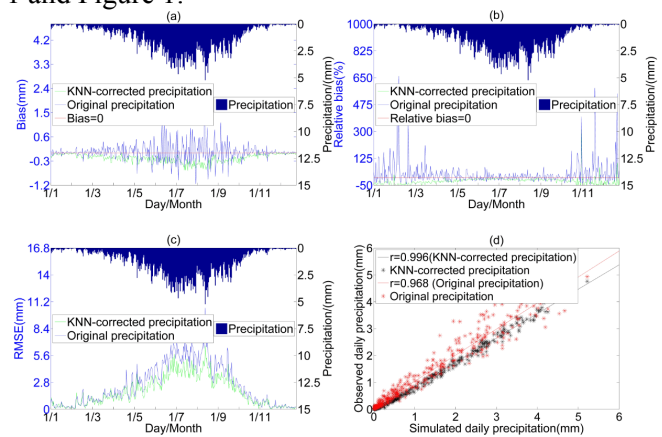 1 and Figure 1.
(a)
4.2
3.3
2.4
1.5
0.6
-0.3
-1.2
Bias(mm)
0
2.5
5
7.5
10
12.5
15
Precipitation/(mm)
KNN-corrected precipitation
Original precipitation
Bias=0
Precipitation
1/1 1/3 1/5 1/7 1/9 1/11
Day/Month
(b)
1000
825
650
475
300
125
-50
Relative bias(%)
0
2.5
5
7.5
10
12.5
15
Precipitation/(mm)
KNN-corrected precipitation
Original precipitation
Relative bias=0
Precipitation
1/1 1/3 1/5 1/7 1/9 1/11
Day/Month
(c)
16.8
14
11.2
8.4
5.6
2.8
0
RMSE(mm)
0
2.5
5
7.5
10
12.5
15
Precipitation/(mm)
KNN-corrected precipitation
Original precipitation
Precipitation
1/1 1/3 1/5 1/7 1/9 1/11
Day/Month
(d)
6
5
4
3
2
1
0
Observed daily precipitation(mm)
r=0.996(KNN-corrected precipitation)
KNN-corrected precipitation
r=0.968 (Original precipitation)
Original precipitation
0 1 2 3 4 5 6
Simulated daily precipitation(mm)